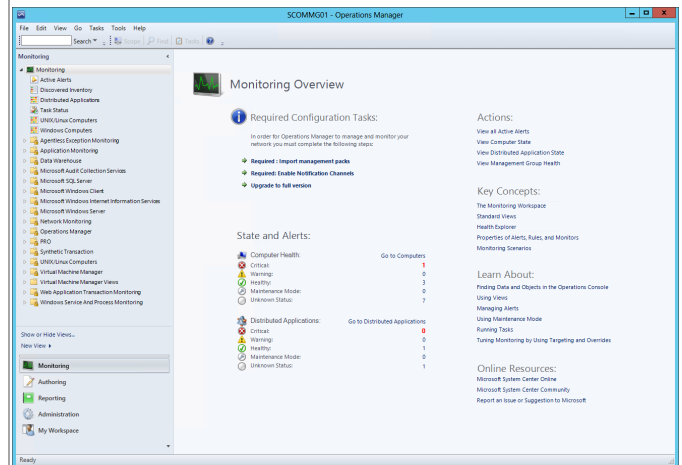 SCOMMG01 - Operations Manager
File Edit View Go Tasks Tools Help
Search Scope Find Tasks
Monitoring
Monitoring
Active Alerts
Discovered Inventory
Distributed Applications
Task Status
UNIX/Linux Computers
Windows Computers
Agentless Exception Monitoring
Application Monitoring
Data Warehouse
Microsoft Audit Collection Services
Microsoft SQL Server
Microsoft Windows Client
Microsoft Windows Internet Information Services
Microsoft Windows Server
Network Monitoring
Operations Manager
PRO
Synthetic Transaction
UNIX/Linux Computers
Virtual Machine Manager
Virtual Machine Manager Views
Web Application Transaction Monitoring
Windows Service And Process Monitoring
Show or Hide Views...
New View
Monitoring
Authoring
Reporting
Administration
My Workspace
Ready
Monitoring Overview
Required Configuration Tasks:
In order for Operations Manager to manage and monitor your
network you must complete the following steps:
Required : Import management packs
Required: Enable Notification Channels
Upgrade to full version
State and Alerts:
Computer Health: Go to Computers
Critical: 1
Warning: 0
Healthy: 3
Maintenance Mode: 0
Unknown Status: 7
Distributed Applications: Go to Distributed Applications
Critical: 0
Warning: 0
Healthy: 1
Maintenance Mode: 0
Unknown Status: 1
Actions:
View all Active Alerts
View Computer State
View Distributed Application State
View Management Group Health
Key Concepts:
The Monitoring Workspace
Standard Views
Health Explorer
Properties of Alerts, Rules, and Monitors
Monitoring Scenarios
Learn About:
Finding Data and Objects in the Operations Console
Using Views
Managing Alerts
Using Maintenance Mode
Running Tasks
Tuning Monitoring by Using Targeting and Overrides
Online Resources:
Microsoft System Center Online
Microsoft System Center Community
Report an Issue or Suggestion to Microsoft